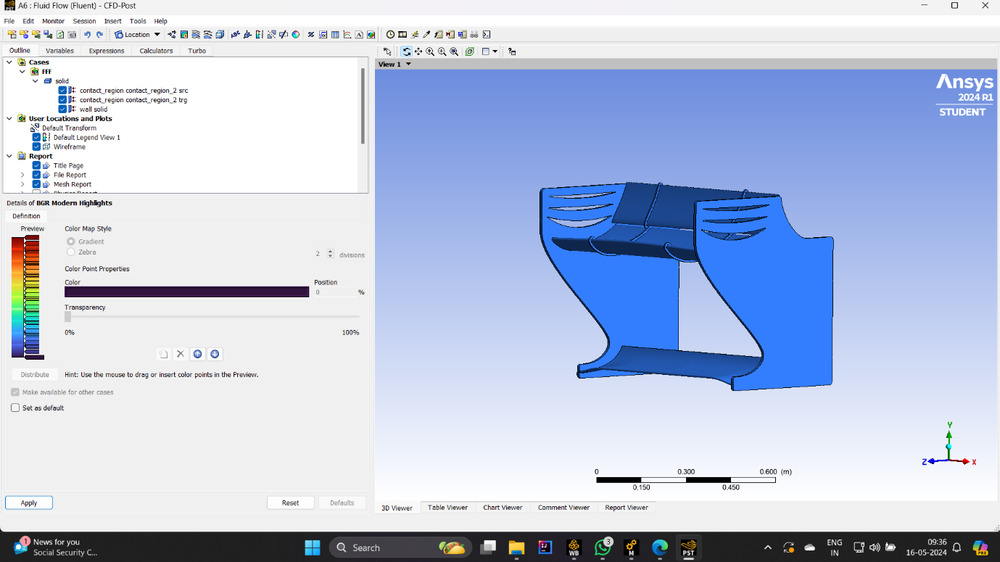 A6 : Fluid Flow (Fluent) - CFD-Post
File Edit Monitor Session Insert Tools Help
Location
Outline Variables Expressions Calculators Turbo
Cases
FFF
solid
contact_region contact_region_2 src
contact_region contact_region_2 trg
wall solid
User Locations and Plots
Default Transform
Default Legend View 1
Wireframe
Report
Title Page
File Report
Mesh Report
Details of BGR Modern Highlights
Definition
Preview
Color Map Style
Gradient
Zebra
2 divisions
Color Point Properties
Color Position
0 %
Transparency
0% 100%
Distribute Hint: Use the mouse to drag or insert color points in the Preview.
Make available for other cases
Set as default
Apply Reset Defaults
View 1
Ansys
2024 R1
STUDENT
Y
Z X
0 0.300 0.600 (m)
0.150 0.450
3D Viewer Table Viewer Chart Viewer Comment Viewer Report Viewer
1 News for you
Social Security C...
Search
IJ
WB
3
M
PST
ENG
IN
09:36
16-05-2024
PRE